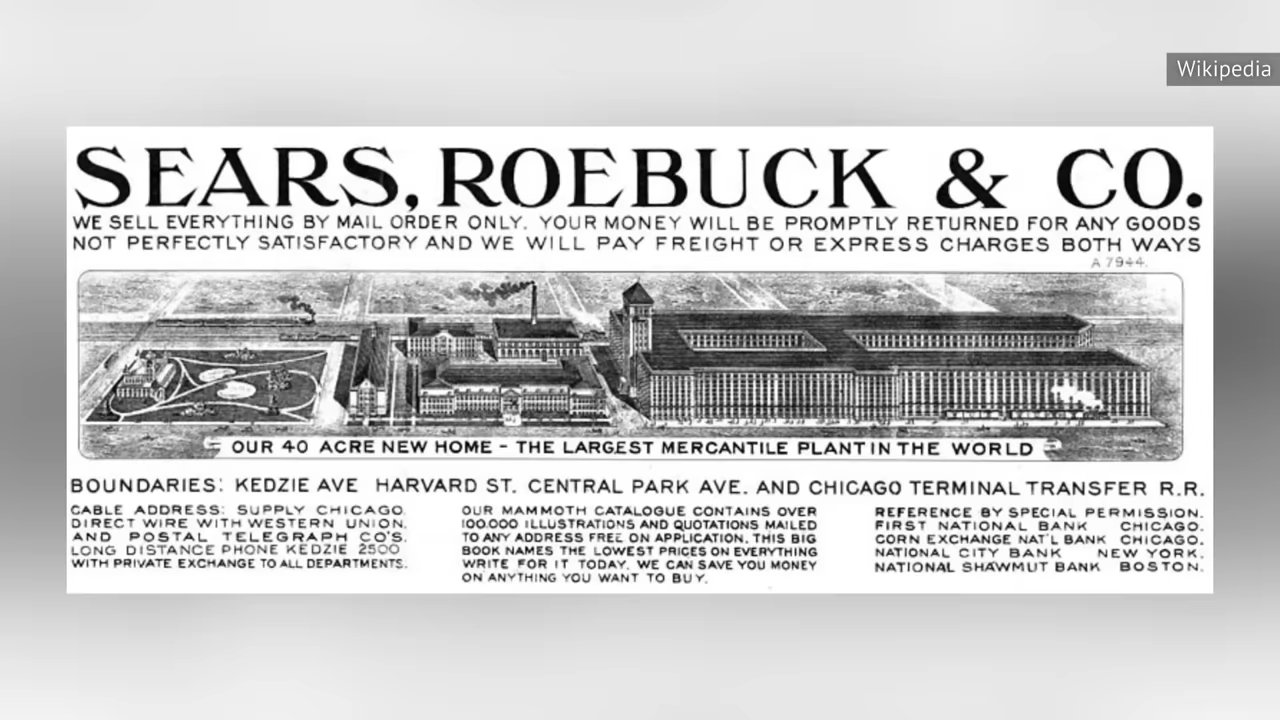 Wikipedia
SEARS, ROEBUCK & CO.
WE SELL EVERYTHING BY MAIL ORDER ONLY. YOUR MONEY WILL BE PROMPTLY RETURNED FOR ANY GOODS
NOT PERFECTLY SATISFACTORY AND WE WILL PAY FREIGHT OR EXPRESS CHARGES BOTH WAYS
A 7944.
OUR 40 ACRE NEW HOME - THE LARGEST MERCANTILE PLANT IN THE WORLD
BOUNDARIES: KEDZIE AVE HARVARD ST. CENTRAL PARK AVE. AND CHICAGO TERMINAL TRANSFER R.R.
CABLE ADDRESS: SUPPLY CHICAGO.
DIRECT WIRE WITH WESTERN UNION.
AND POSTAL TELEGRAPH CO'S.
LONG DISTANCE PHONE KEDZIE 2500
WITH PRIVATE EXCHANGE TO ALL DEPARTMENTS.
OUR MAMMOTH CATALOGUE CONTAINS OVER
100.000 ILLUSTRATIONS AND QUOTATIONS MAILED
TO ANY ADDRESS FREE ON APPLICATION. THIS BIG
BOOK NAMES THE LOWEST PRICES ON EVERYTHING
WRITE FOR IT TODAY. WE CAN SAVE YOU MONEY
ON ANYTHING YOU WANT TO BUY.
REFERENCE BY SPECIAL PERMISSION.
FIRST NATIONAL BANK CHICAGO.
CORN EXCHANGE NAT'L BANK CHICAGO.
NATIONAL CITY BANK NEW YORK.
NATIONAL SHAWMUT BANK BOSTON.